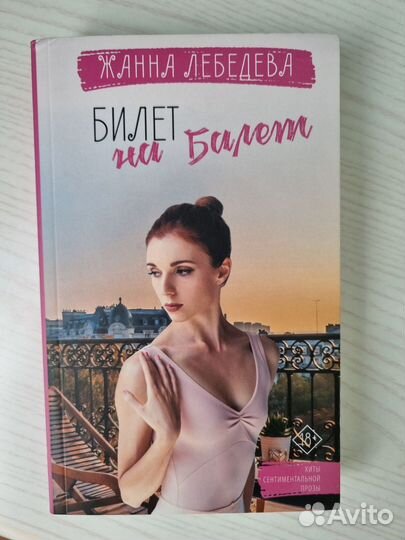 ЖАННА ЛЕБЕДЕВА
БИЛЕТ
на Балет
18+
ХИТЫ
СЕНТИМЕНТАЛЬНОЙ
ПРОЗЫ
Avito